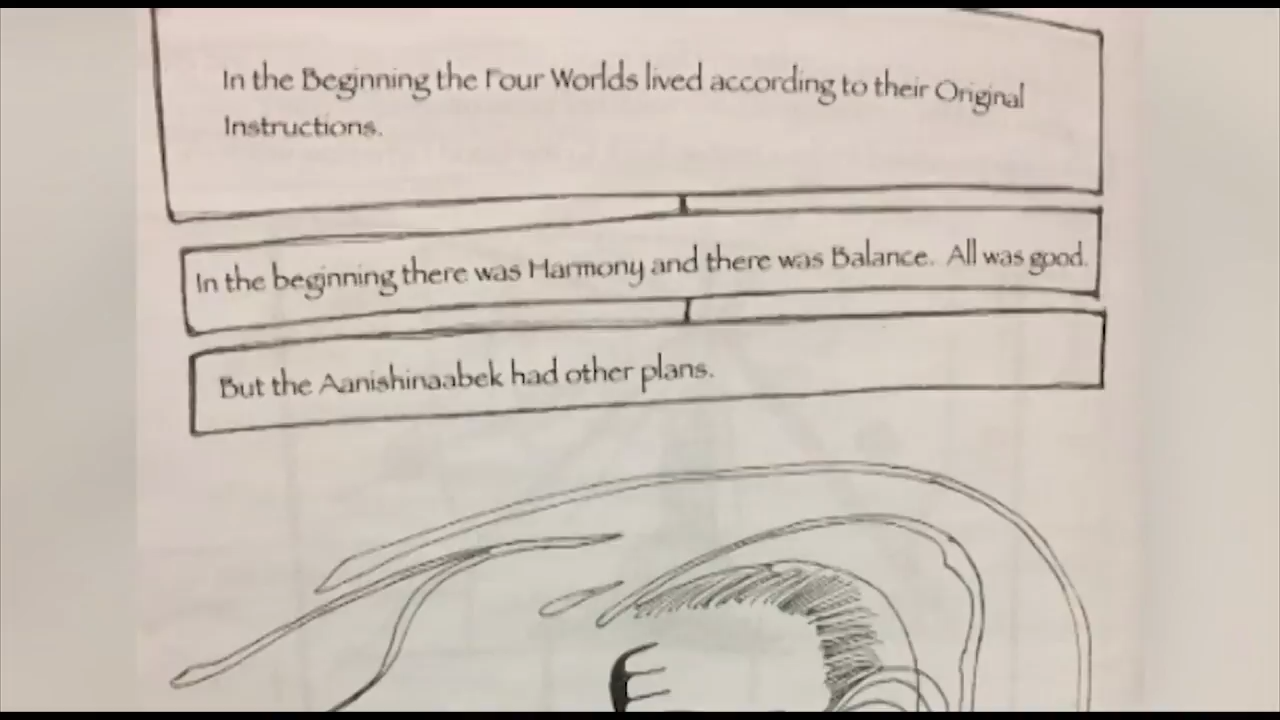 In the Beginning the Four Worlds lived according to their Original
Instructions.
In the beginning there was Harmony and there was Balance. All was good.
But the Aanishinaabek had other plans.